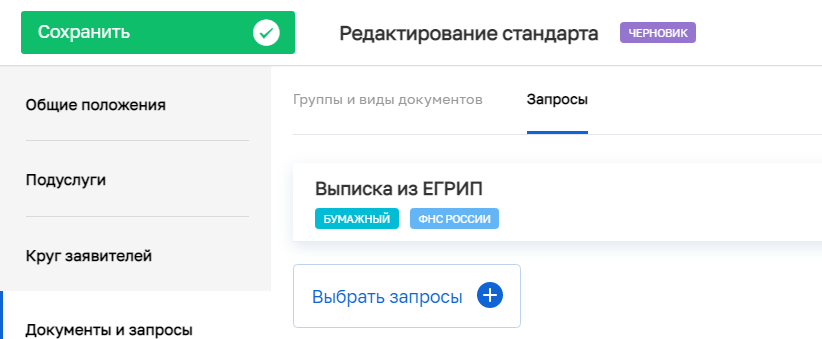 Сохранить
Редактирование стандарта
ЧЕРНОВИК
Общие положения
Подуслуги
Круг заявителей
Документы и запросы
Группы и виды документов
Запросы
Выписка из ЕГРИП
БУМАЖНЫЙ
ФНС РОССИИ
Выбрать запросы